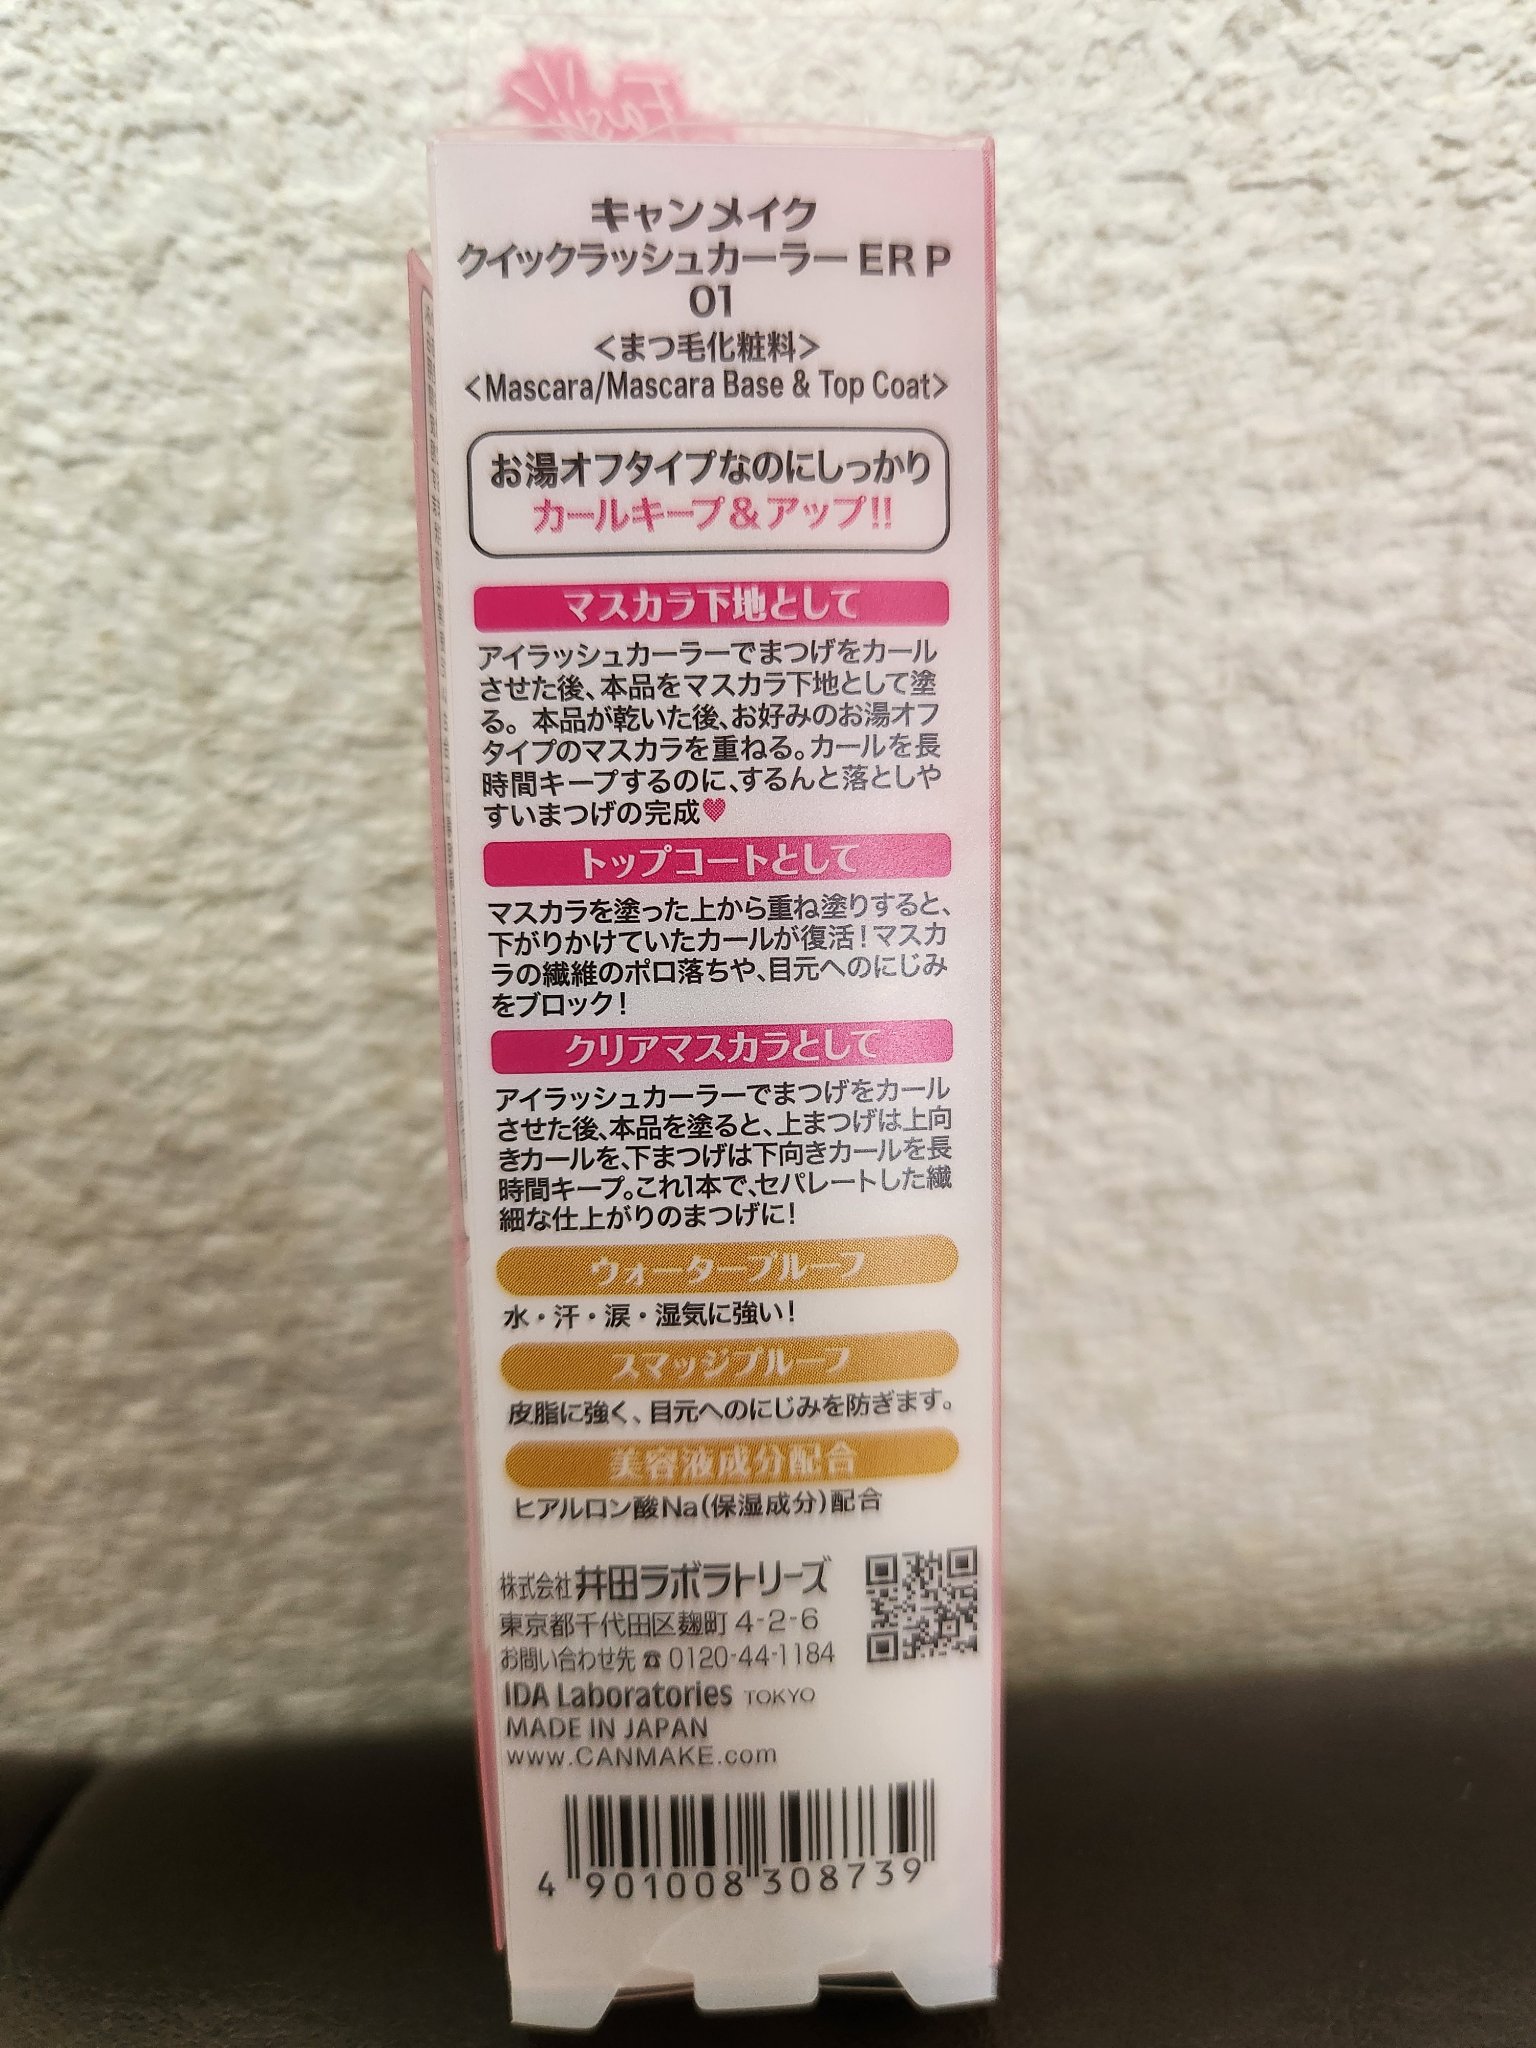 Easy
キャンメイク
クイックラッシュカーラー ER P
01
<まつ毛化粧料>
<Mascara/Mascara Base & Top Coat>
お湯オフタイプなのにしっかり
カールキープ&アップ!!
マスカラ下地として
アイラッシュカーラーでまつげをカール
させた後、本品をマスカラ下地として塗
る。本品が乾いた後、お好みのお湯オフ
タイプのマスカラを重ねる。カールを長
時間キープするのに、するんと落としや
すいまつげの完成♥
トップコートとして
マスカラを塗った上から重ね塗りすると、
下がりかけていたカールが復活!マスカ
ラの繊維のポロ落ちや、目元へのにじみ
をブロック!
クリアマスカラとして
アイラッシュカーラーでまつげをカール
させた後、本品を塗ると、上まつげは上向
きカールを、下まつげは下向きカールを長
時間キープ。これ1本で、セパレートした繊
細な仕上がりのまつげに!
ウォータープルーフ
水・汗・涙・湿気に強い!
スマッジプルーフ
皮脂に強く、目元へのにじみを防ぎます。
美容液成分配合
ヒアルロン酸Na(保湿成分)配合
株式会社 井田ラボラトリーズ
東京都千代田区麹町 4-2-6
お問い合わせ先 ☎ 0120-44-1184
IDA Laboratories TOKYO
MADE IN JAPAN
www.CANMAKE.com
4 901008 308739